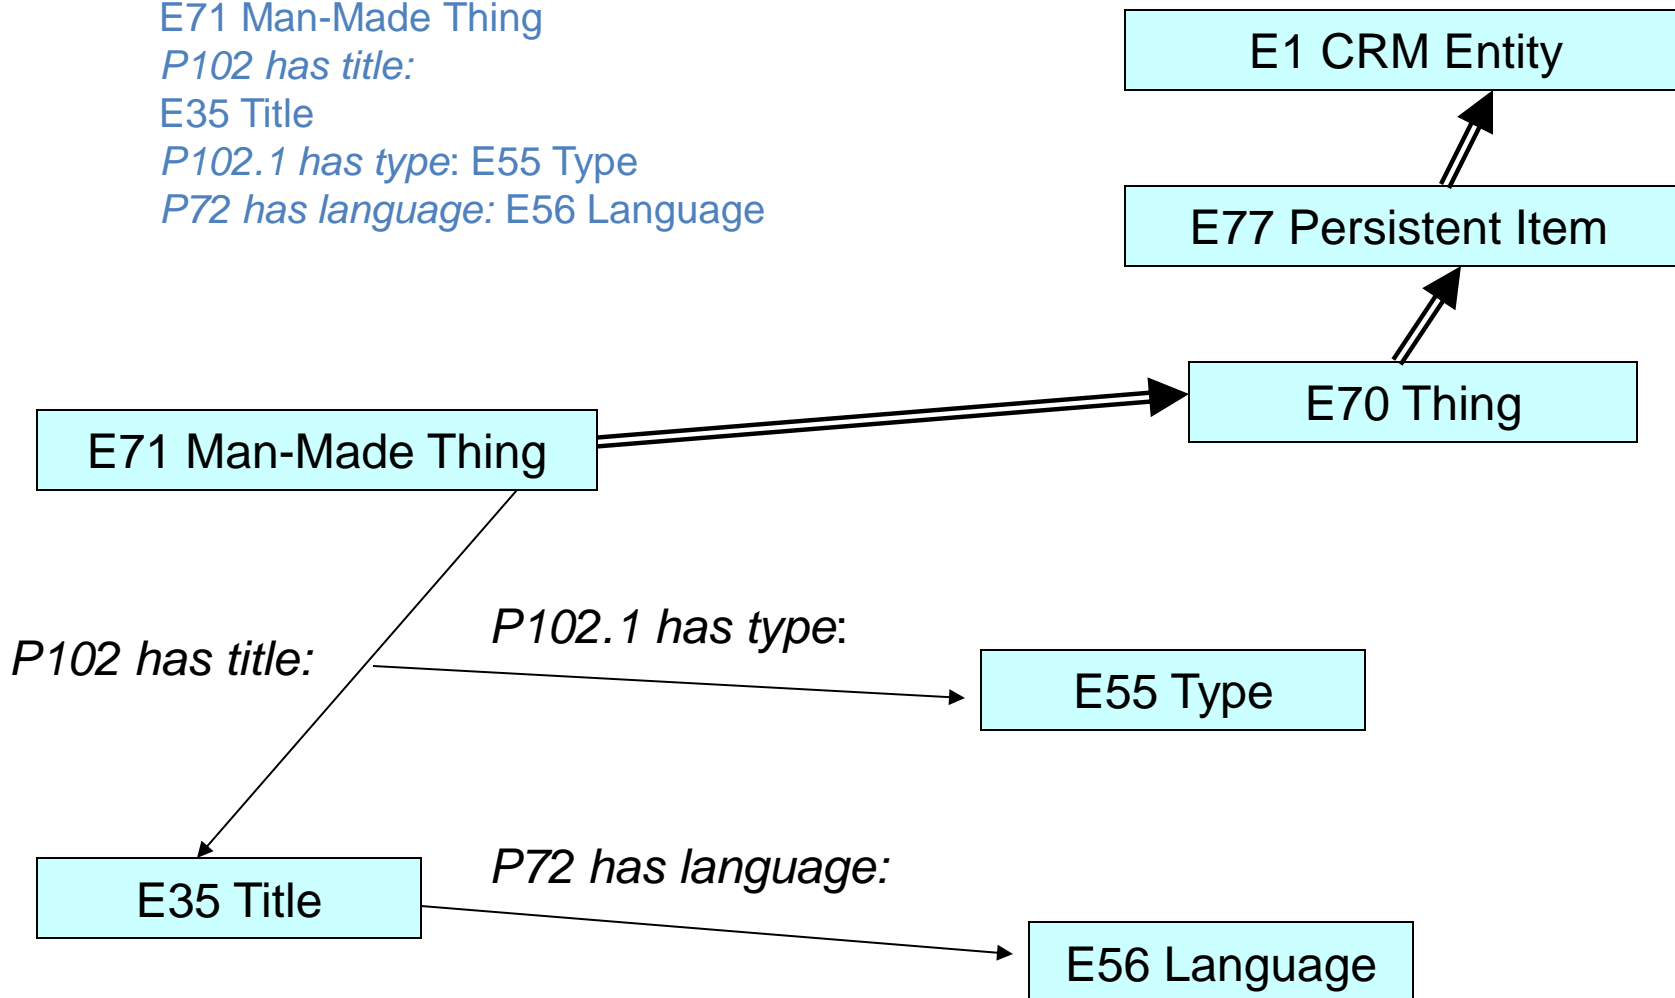 E71 Man-Made Thing
P102 has title:
E35 Title
P102.1 has type: E55 Type
P72 has language: E56 Language
E1 CRM Entity
E77 Persistent Item
E70 Thing
E71 Man-Made Thing
P102 has title:
P102.1 has type:
E55 Type
E35 Title
P72 has language:
E56 Language